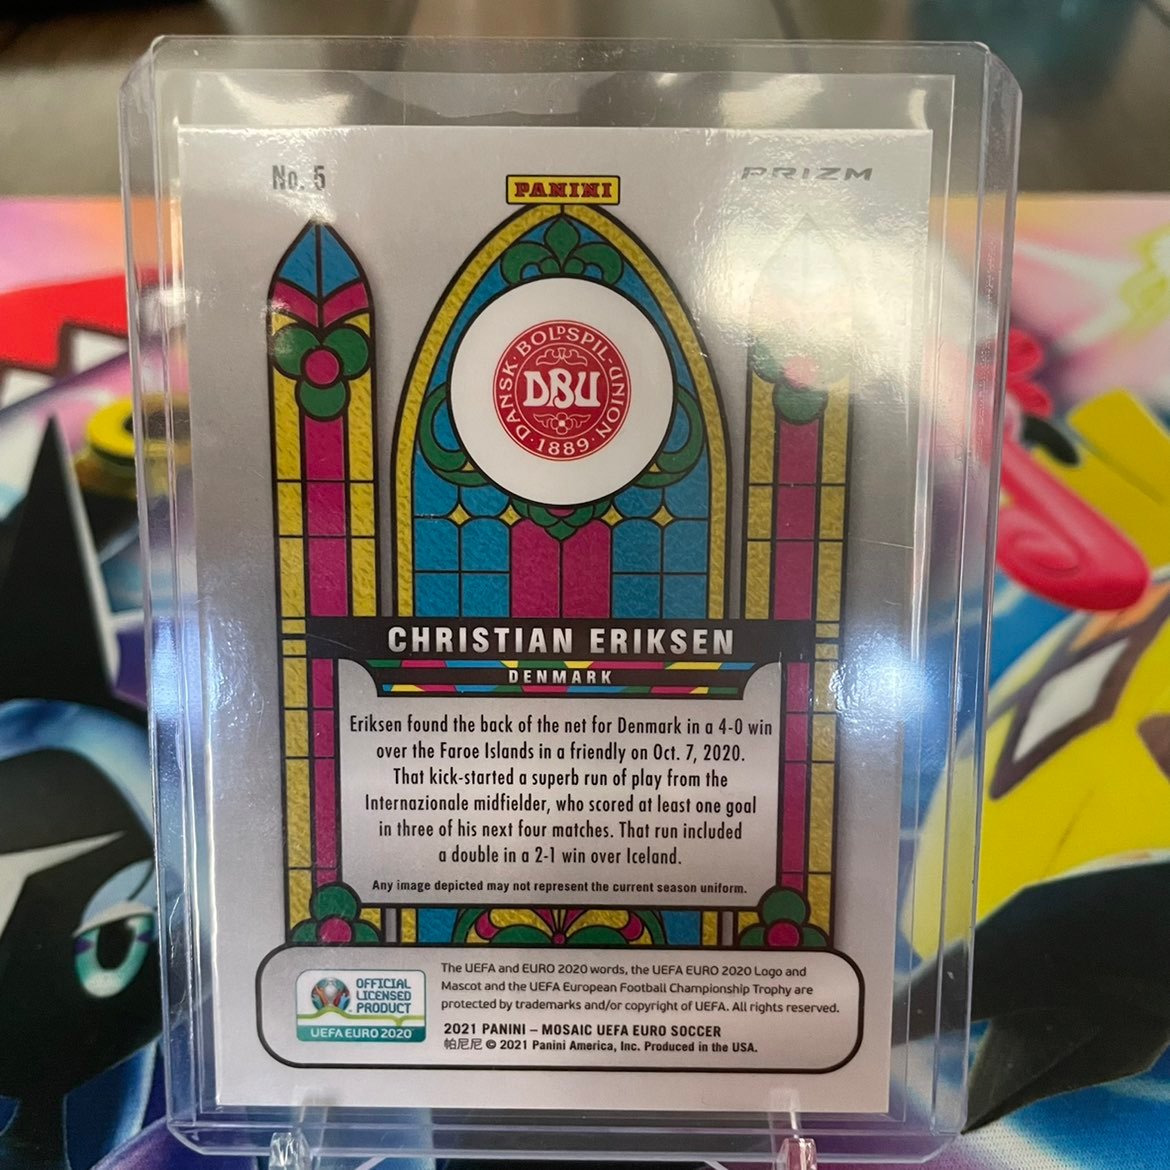 No. 5
PANINI
PRIZM
DANSK·BOLDSPIL-UNION
DBU
·1889·
CHRISTIAN ERIKSEN
DENMARK
Eriksen found the back of the net for Denmark in a 4-0 win
over the Faroe Islands in a friendly on Oct. 7, 2020.
That kick-started a superb run of play from the
Internazionale midfielder, who scored at least one goal
in three of his next four matches. That run included
a double in a 2-1 win over Iceland.
Any image depicted may not represent the current season uniform.
OFFICIAL
LICENSED
PRODUCT
UEFA EURO2020
The UEFA and EURO 2020 words, the UEFA EURO 2020 Logo and
Mascot and the UEFA European Football Championship Trophy are
protected by trademarks and/or copyright of UEFA. All rights reserved.
2021 PANINI – MOSAIC UEFA EURO SOCCER
帕尼尼 © 2021 Panini America, Inc. Produced in the USA.